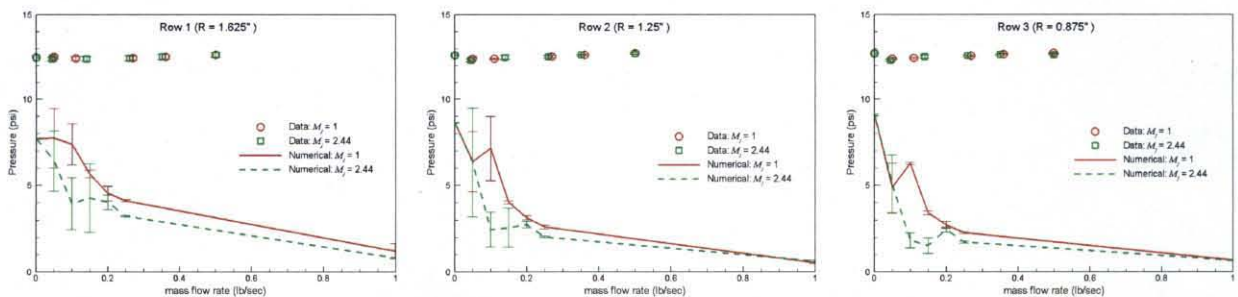 Row 1 (R = 1.625")
Pressure (psi)
15
10
5
0
Data: Mⱼ = 1
Data: Mⱼ = 2.44
Numerical: Mⱼ = 1
Numerical: Mⱼ = 2.44
0 0.2 0.4 0.6 0.8 1
mass flow rate (lb/sec)
Row 2 (R = 1.25")
Pressure (psi)
15
10
5
0
Data: Mⱼ = 1
Data: Mⱼ = 2.44
Numerical: Mⱼ = 1
Numerical: Mⱼ = 2.44
0 0.2 0.4 0.6 0.8 1
mass flow rate (lb/sec)
Row 3 (R = 0.875")
Pressure (psi)
15
10
5
0
Data: Mⱼ = 1
Data: Mⱼ = 2.44
Numerical: Mⱼ = 1
Numerical: Mⱼ = 2.44
0 0.2 0.4 0.6 0.8 1
mass flow rate (lb/sec)